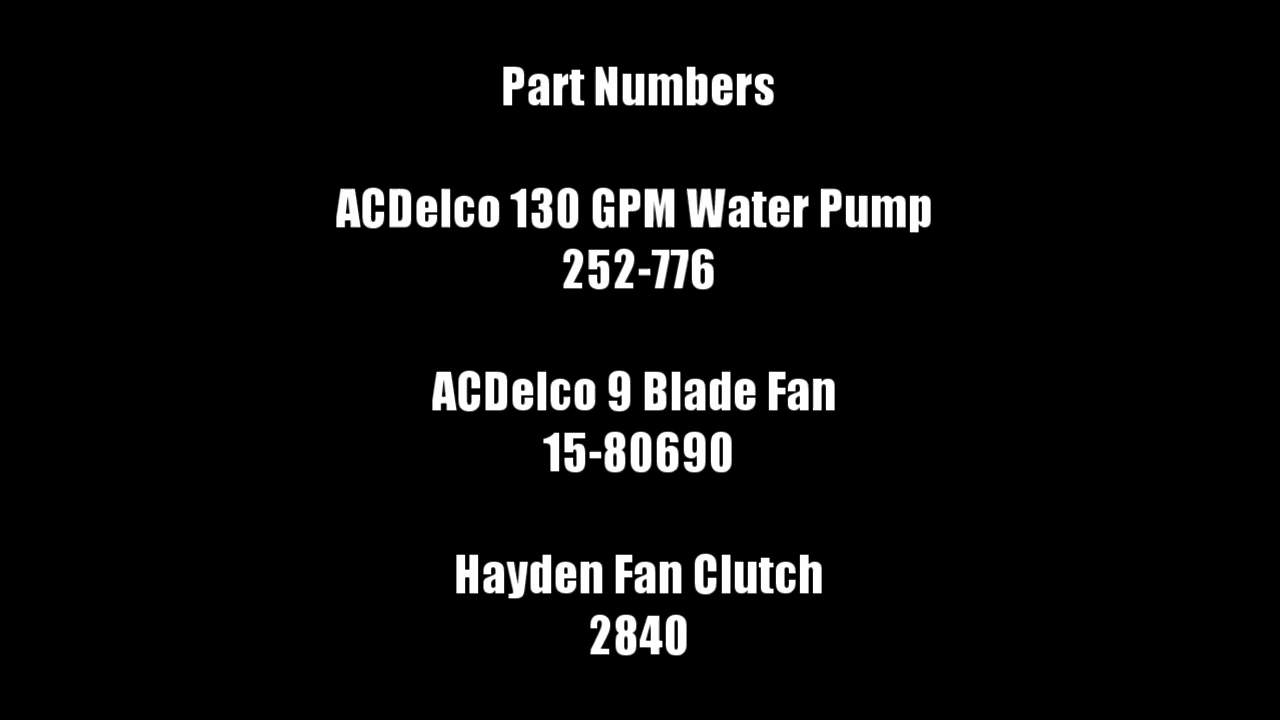 Part Numbers
ACDelco 130 GPM Water Pump
252-776
ACDelco 9 Blade Fan
15-80690
Hayden Fan Clutch
2840